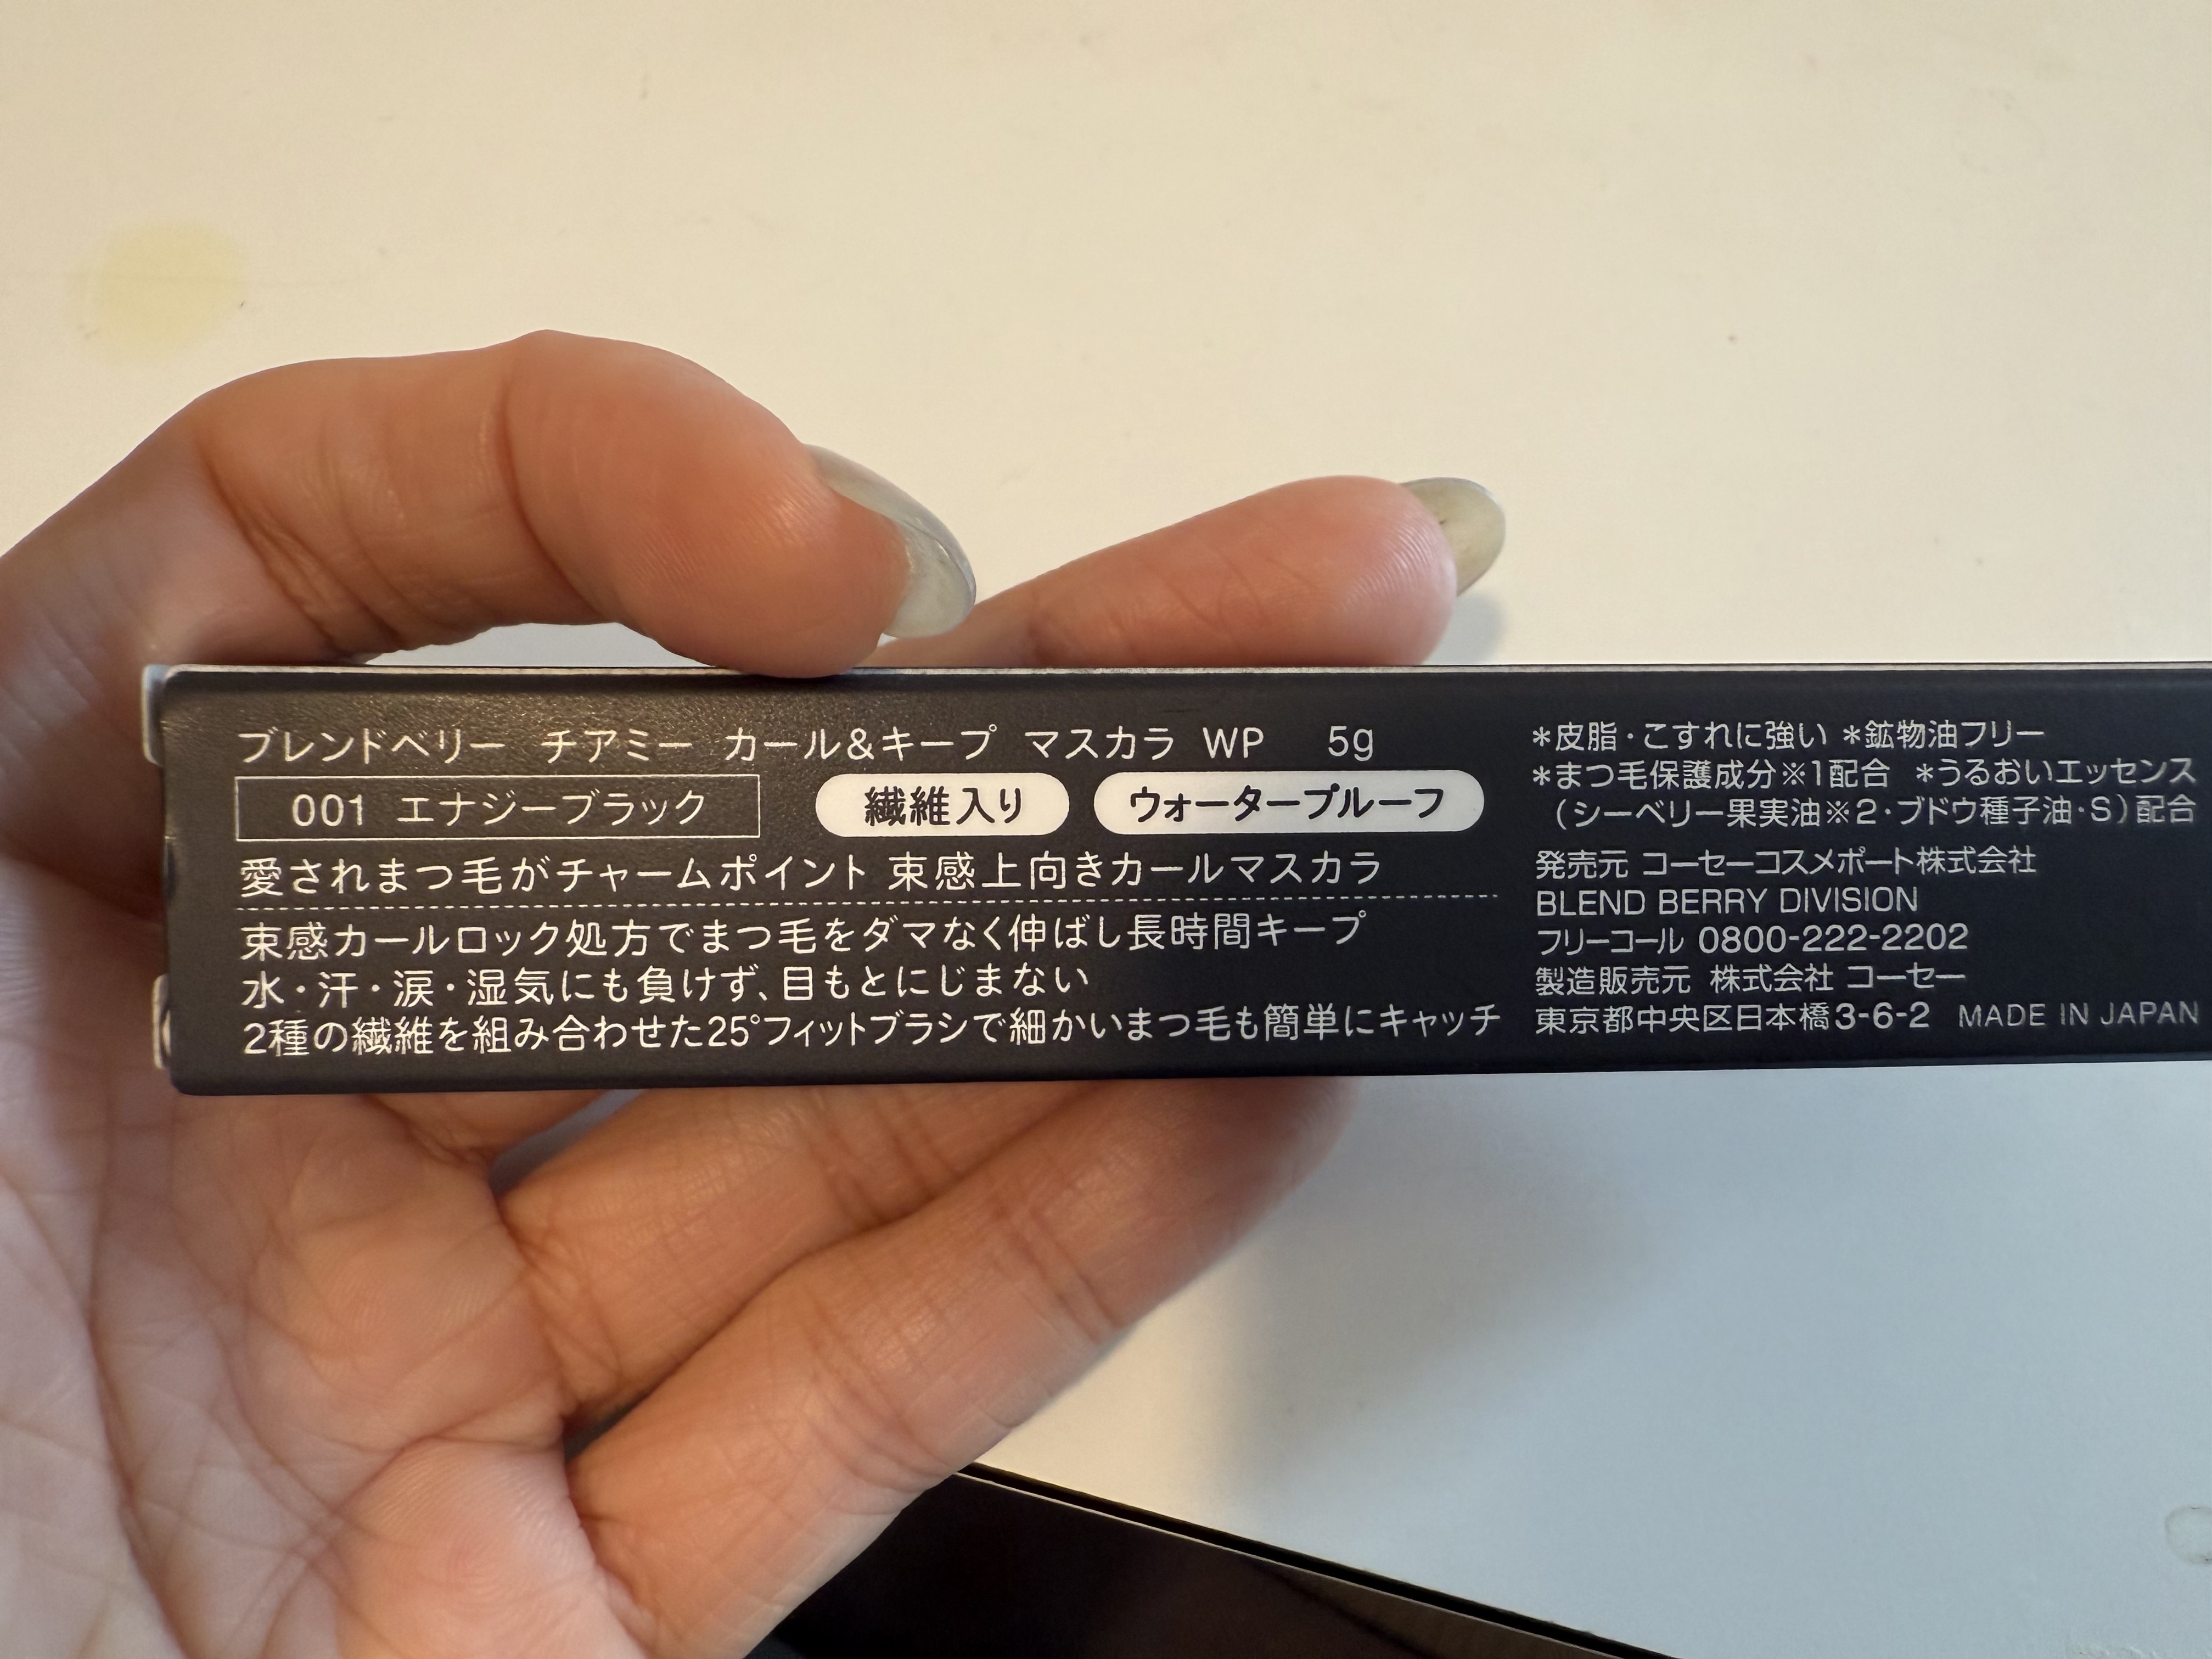 ブレンドベリー チアミー カール&キープ マスカラ WP 5g
001 エナジーブラック 繊維入り ウォータープルーフ
愛されまつ毛がチャームポイント 束感上向きカールマスカラ
束感カールロック処方でまつ毛をダマなく伸ばし長時間キープ
水・汗・涙・湿気にも負けず、目もとにじまない
2種の繊維を組み合わせた25°フィットブラシで細かいまつ毛も簡単にキャッチ
*皮脂・こすれに強い *鉱物油フリー
*まつ毛保護成分※1配合 *うるおいエッセンス
(シーベリー果実油※2・ブドウ種子油・S)配合
発売元 コーセーコスメポート株式会社
BLEND BERRY DIVISION
フリーコール 0800-222-2202
製造販売元 株式会社 コーセー
東京都中央区日本橋3-6-2 MADE IN JAPAN